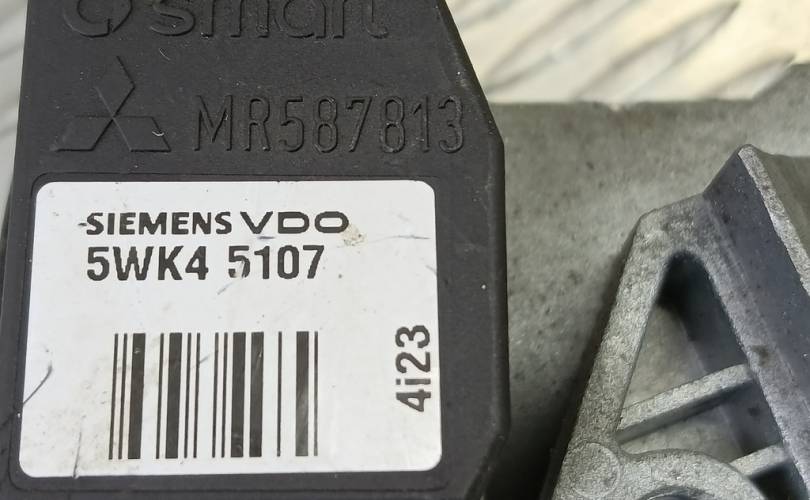 smart
MR587813
SIEMENS VDO
5WK4 5107
4i23